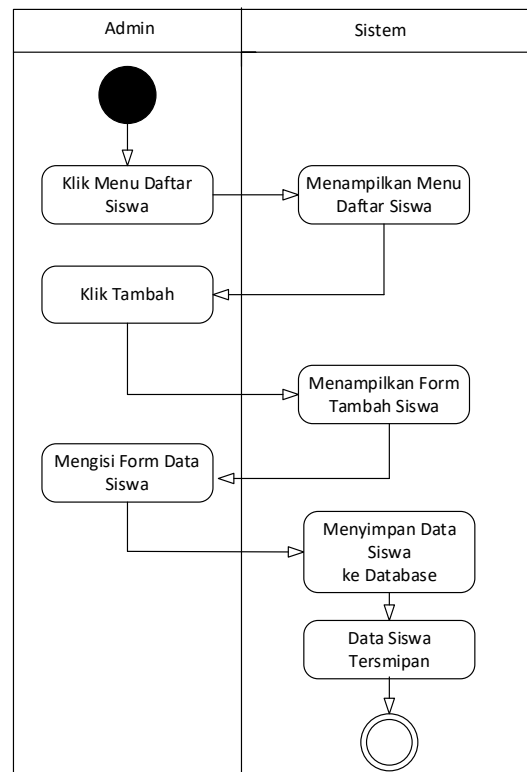 Admin
Sistem
Klik Menu Daftar
Siswa
Menampilkan Menu
Daftar Siswa
Klik Tambah
Menampilkan Form
Tambah Siswa
Mengisi Form Data
Siswa
Menyimpan Data
Siswa
ke Database
Data Siswa
Tersmipan